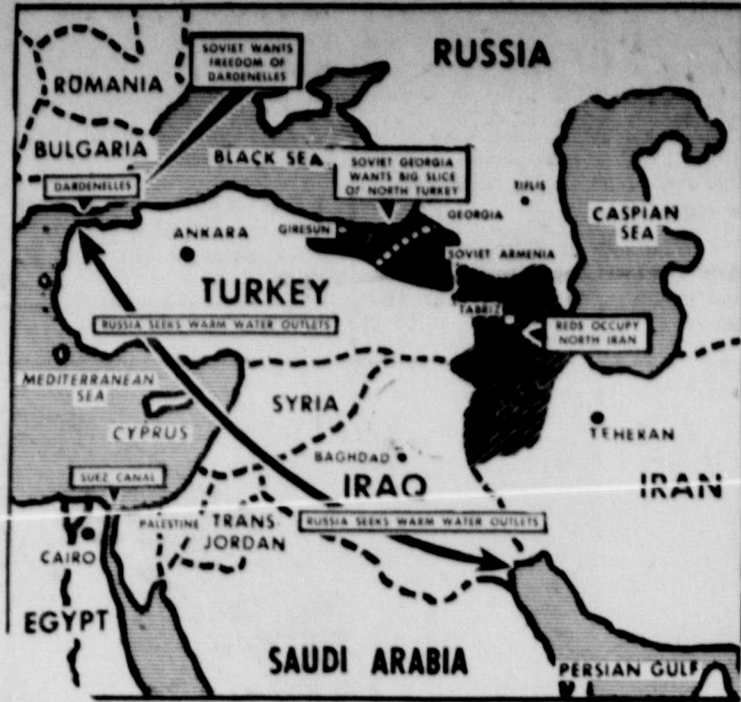 SOVIET WANTS
FREEDOM OF
DARDENELLES
RUSSIA
ROMANIA
BULGARIA
BLACK SEA
SOVIET GEORGIA
WANTS BIG SLICE
OF NORTH TURKEY
DARDENELLES
TIFLIS
CASPIAN
SEA
GEORGIA
ANKARA
GIRESUN
SOVIET ARMENIA
TURKEY
TABRIZ
RUSSIA SEEKS WARM WATER OUTLETS
REDS OCCUPY
NORTH IRAN
MEDITERRANEAN
SEA
SYRIA
CYPRUS
TEHERAN
BAGHDAD
SUEZ CANAL
IRAQ
IRAN
PALESTINE
TRANS-
JORDAN
RUSSIA SEEKS WARM WATER OUTLETS
CAIRO
EGYPT
SAUDI ARABIA
PERSIAN GULF